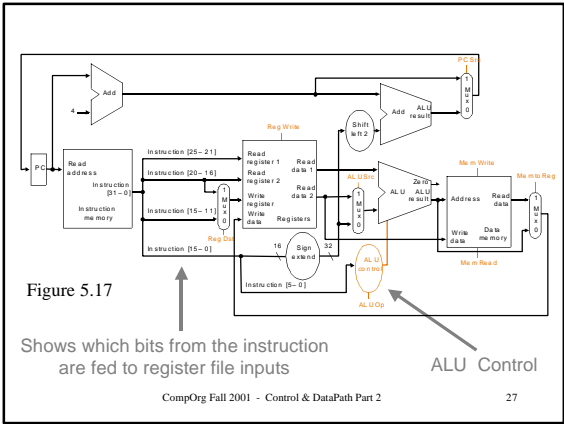 PCSrc
1
M
u
x
0
Add
Add
ALU
result
4
Shift
left 2
RegWrite
PC
Read
address
Instruction
[31–0]
Instruction
memory
Instruction [25–21]
Instruction [20–16]
Instruction [15–11]
Instruction [15–0]
1
M
u
x
0
RegDst
Read
register 1
Read
register 2
Write
register
Write
data
Read
data 1
Read
data 2
Registers
ALUSrc
1
M
u
x
0
Zero
ALU
ALU
result
MemWrite
Address
Read
data
Write
data
Data
memory
MemRead
MemtoReg
1
M
u
x
0
16
Sign
extend
32
ALU
control
Instruction [5–0]
ALUOp
Figure 5.17
Shows which bits from the instruction
are fed to register file inputs
ALU Control
CompOrg Fall 2001 - Control & DataPath Part 2
27